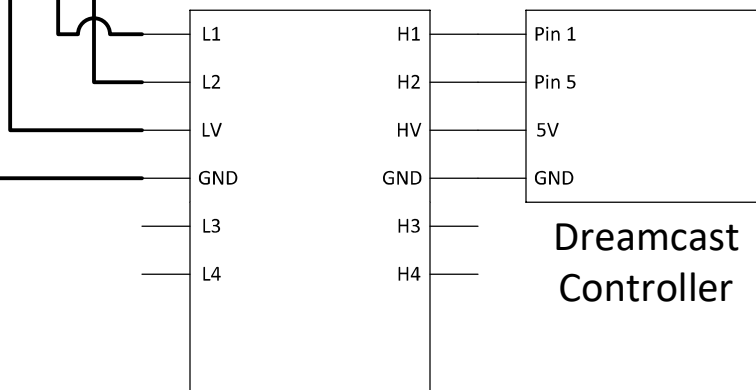 L1 H1 Pin 1
L2 H2 Pin 5
LV HV 5V
GND GND GND
L3 H3
Dreamcast
L4 H4
Controller